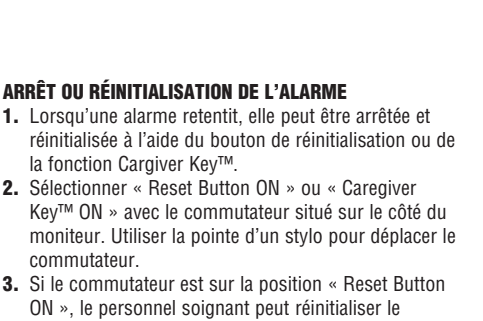 ARRÊT OU RÉINITIALISATION DE L'ALARME
1. Lorsqu'une alarme retentit, elle peut être arrêtée et
réinitialisée à l'aide du bouton de réinitialisation ou de
la fonction Cargiver Key™.
2. Sélectionner « Reset Button ON » ou « Caregiver
Key™ ON » avec le commutateur situé sur le côté du
moniteur. Utiliser la pointe d'un stylo pour déplacer le
commutateur.
3. Si le commutateur est sur la position « Reset Button
ON », le personnel soignant peut réinitialiser le